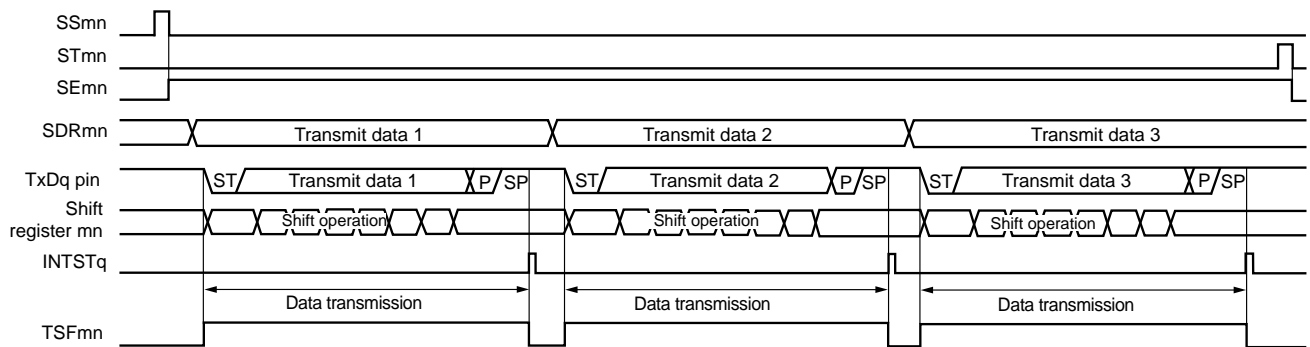 SSmn
STmn
SEmn
SDRmn Transmit data 1 Transmit data 2 Transmit data 3
TxDq pin ST Transmit data 1 P SP ST Transmit data 2 P SP ST Transmit data 3 P SP
Shift
register mn Shift operation Shift operation Shift operation
INTSTq
Data transmission Data transmission Data transmission
TSFmn